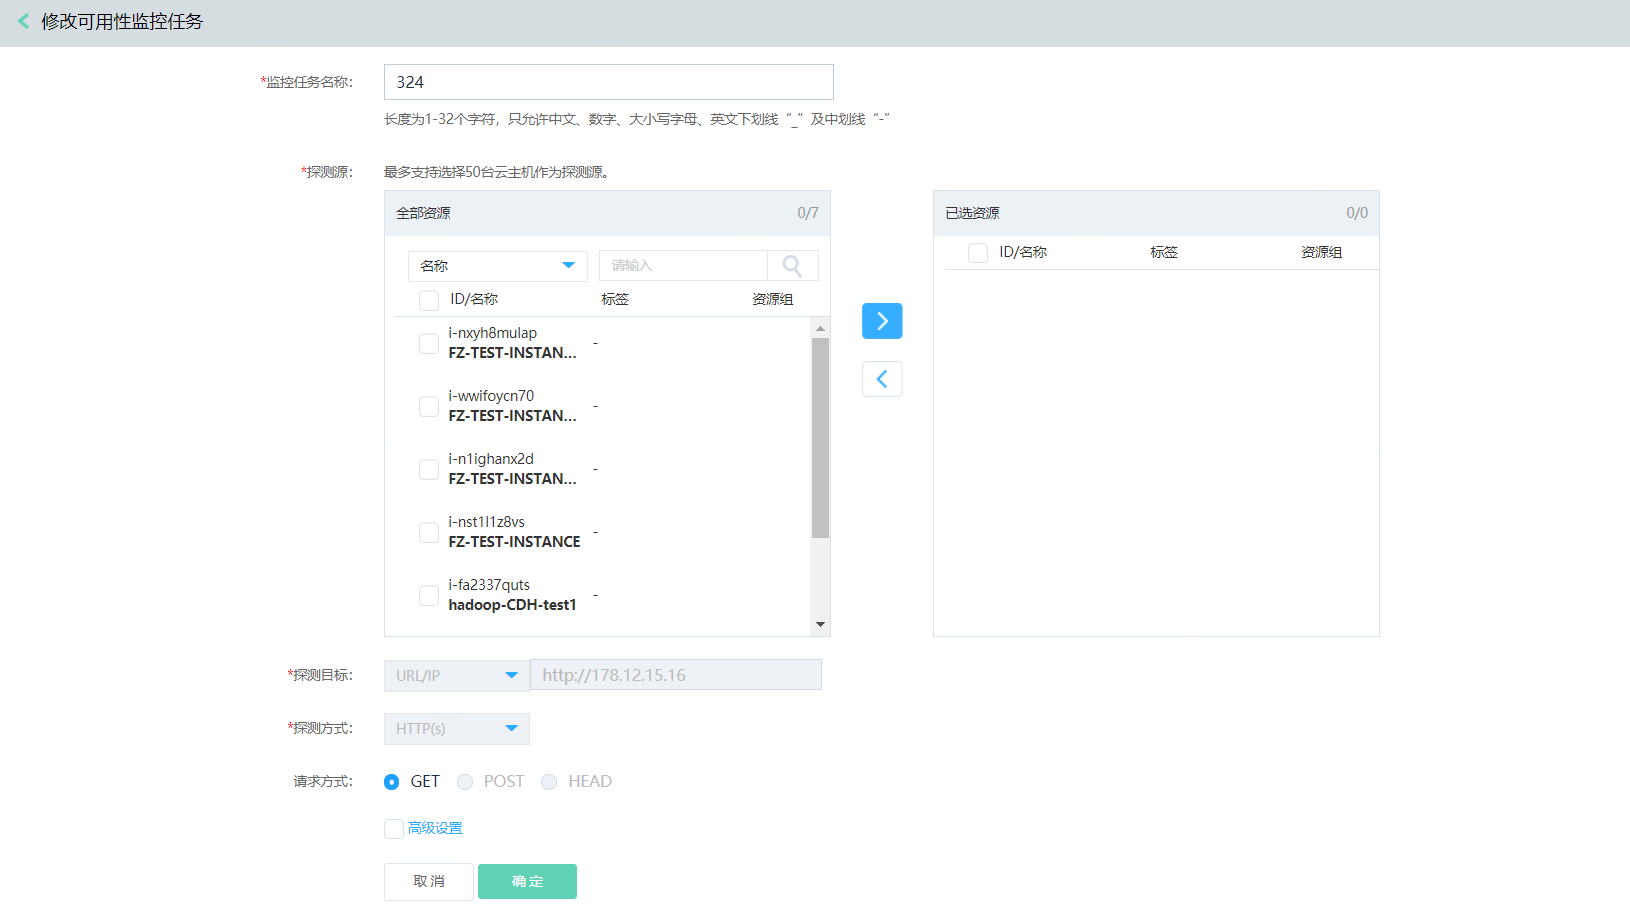 修改可用性监控任务
*监控任务名称: 324
长度为1-32个字符，只允许中文、数字、大小写字母、英文下划线“_”及中划线“-”
*探测源: 最多支持选择50台云主机作为探测源。
全部资源 0/7
名称 请输入
ID/名称 标签 资源组
i-nxyh8mulap
FZ-TEST-INSTAN... -
i-wwifoycn70
FZ-TEST-INSTAN... -
i-n1ighanx2d
FZ-TEST-INSTAN... -
i-nst1l1z8vs
FZ-TEST-INSTANCE -
i-fa2337quts
hadoop-CDH-test1 -
已选资源 0/0
ID/名称 标签 资源组
*探测目标: URL/IP http://178.12.15.16
*探测方式: HTTP(s)
请求方式: GET POST HEAD
高级设置
取消 确定